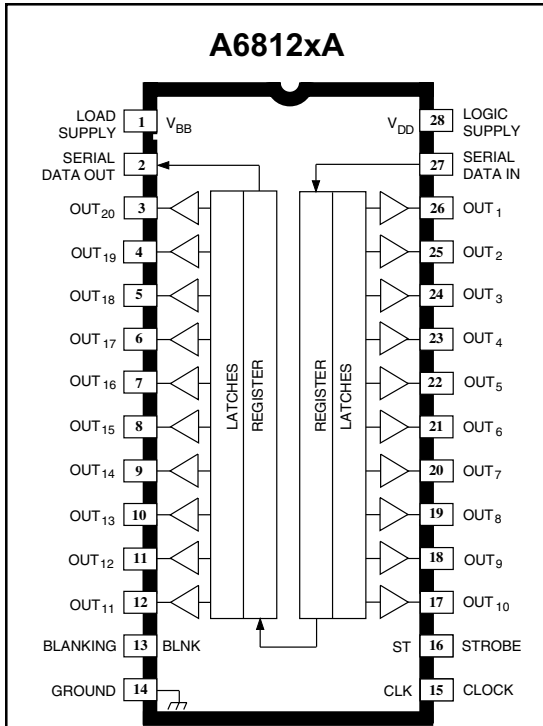 A6812xA
LOAD SUPPLY 1 VBB VDD 28 LOGIC SUPPLY
SERIAL DATA OUT 2 27 SERIAL DATA IN
OUT20 3 26 OUT1
OUT19 4 25 OUT2
OUT18 5 24 OUT3
OUT17 6 23 OUT4
OUT16 7 22 OUT5
OUT15 8 21 OUT6
OUT14 9 20 OUT7
OUT13 10 19 OUT8
OUT12 11 18 OUT9
OUT11 12 17 OUT10
LATCHES
REGISTER
REGISTER
LATCHES
BLANKING 13 BLNK ST 16 STROBE
GROUND 14 CLK 15 CLOCK